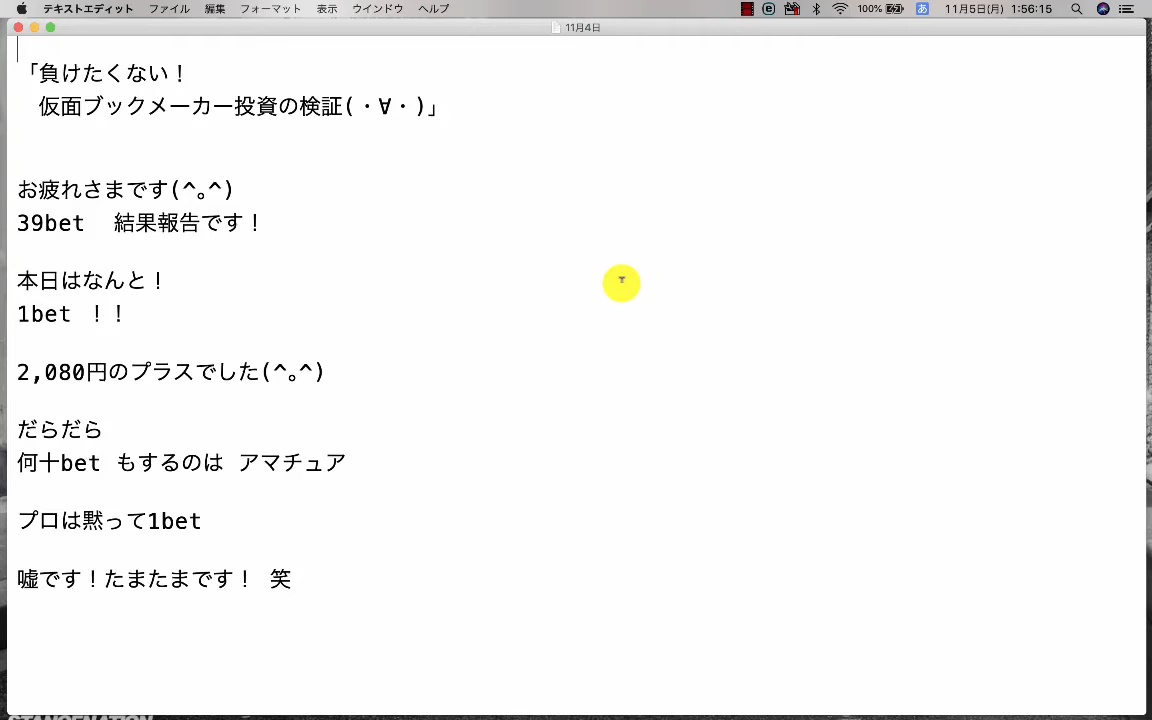 テキストエディット ファイル 編集 フォーマット 表示 ウインドウ ヘルプ 100% あ 11月5日(月) 1:56:15
11月4日
「負けたくない！
仮面ブックメーカー投資の検証(・∀・)」
お疲れさまです(^｡^)
39bet 結果報告です！
本日はなんと！
1bet ！！
2,080円のプラスでした(^｡^)
だらだら
何十bet もするのは アマチュア
プロは黙って1bet
嘘です！たまたまです！ 笑